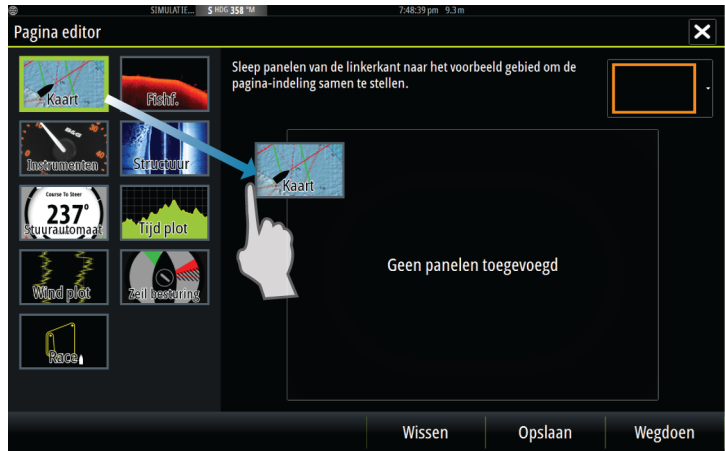 SIMULATIE... S HDG 358 °M 7:48:39 pm 9.3 m
Pagina editor
Sleep panelen van de linkerkant naar het voorbeeld gebied om de
pagina-indeling samen te stellen.
Kaart
Fishf.
B&G
30
Instrumenten
Structuur
Kaart
Course To Steer
237°
Stuurautomaat
Tijd plot
Geen panelen toegevoegd
Wind plot
Zeil besturing
Race
Wissen Opslaan Wegdoen